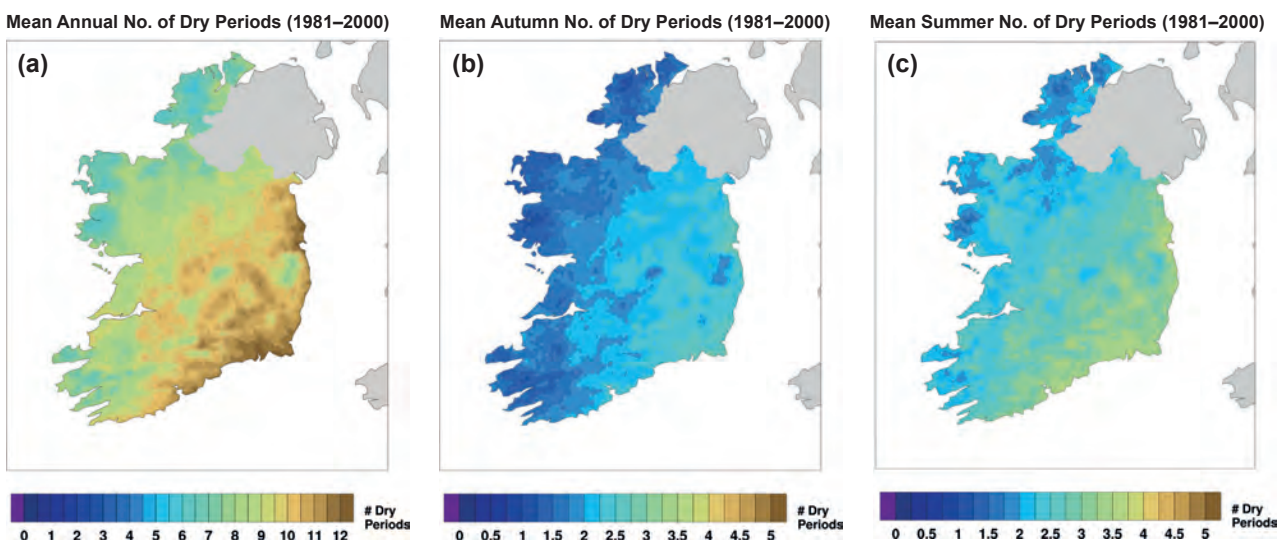 Mean Annual No. of Dry Periods (1981–2000)
(a)
0 1 2 3 4 5 6 7 8 9 10 11 12
# Dry
Periods
Mean Autumn No. of Dry Periods (1981–2000)
(b)
0 0.5 1 1.5 2 2.5 3 3.5 4 4.5 5
# Dry
Periods
Mean Summer No. of Dry Periods (1981–2000)
(c)
0 0.5 1 1.5 2 2.5 3 3.5 4 4.5 5
# Dry
Periods